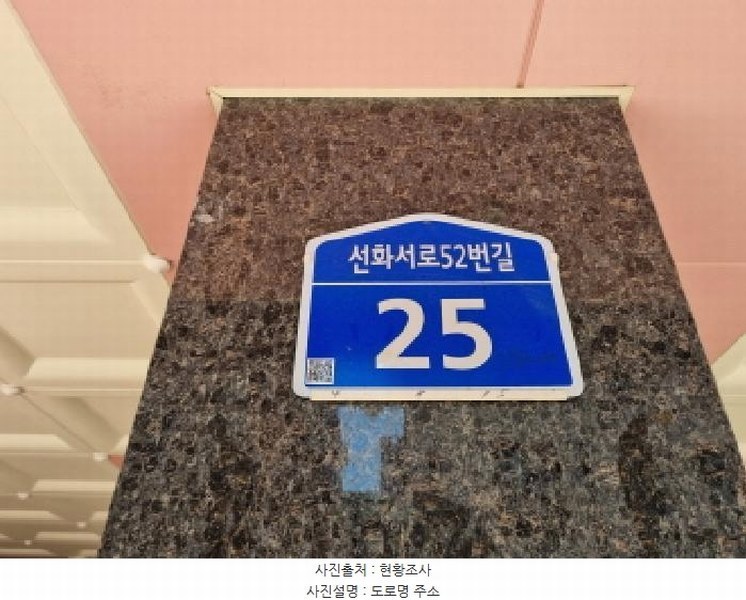 선화서로52번길
25
사진출처 : 현황조사
사진설명 : 도로명 주소